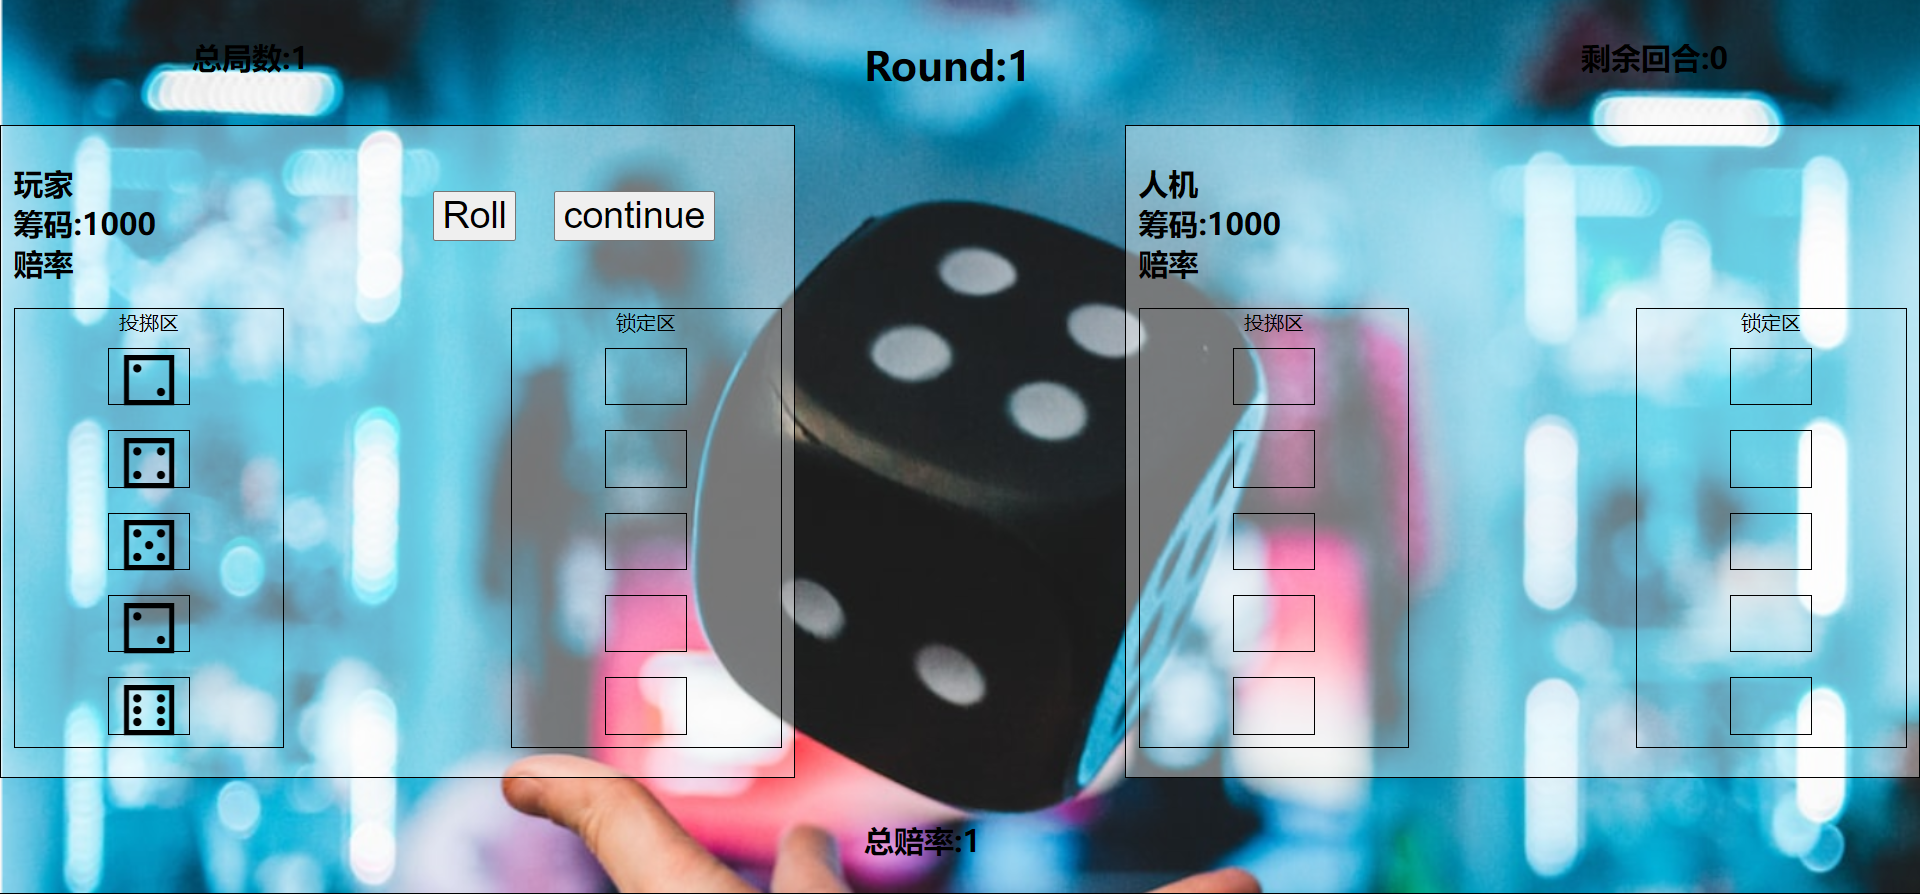 总局数:1
Round:1
剩余回合:0
玩家
筹码:1000
赔率
Roll
continue
投掷区
锁定区
人机
筹码:1000
赔率
投掷区
锁定区
总赔率:1